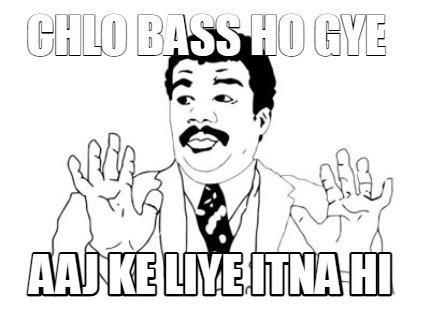 CHLO BASS HO GYE
AAJ KE LIYE ITNA HI